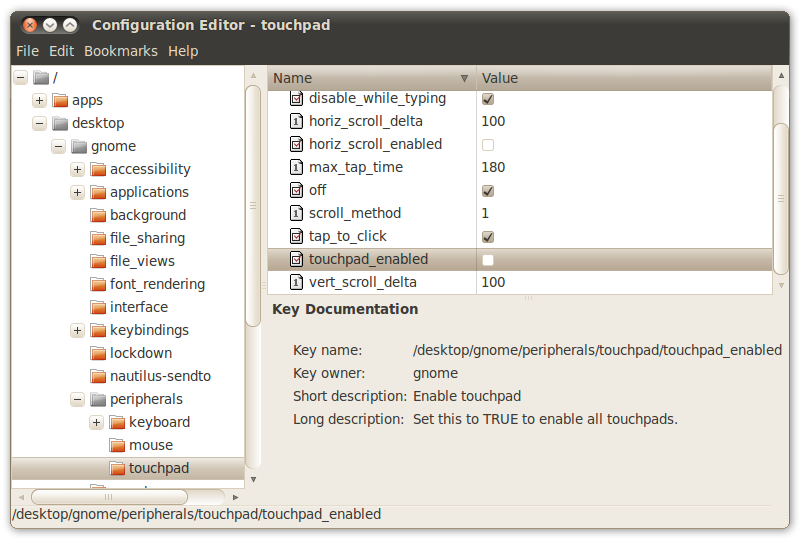 Configuration Editor - touchpad
File Edit Bookmarks Help
/
apps
desktop
gnome
accessibility
applications
background
file_sharing
file_views
font_rendering
interface
keybindings
lockdown
nautilus-sendto
peripherals
keyboard
mouse
touchpad
Name Value
disable_while_typing
horiz_scroll_delta 100
horiz_scroll_enabled
max_tap_time 180
off
scroll_method 1
tap_to_click
touchpad_enabled
vert_scroll_delta 100
Key Documentation
Key name: /desktop/gnome/peripherals/touchpad/touchpad_enabled
Key owner: gnome
Short description: Enable touchpad
Long description: Set this to TRUE to enable all touchpads.
/desktop/gnome/peripherals/touchpad/touchpad_enabled